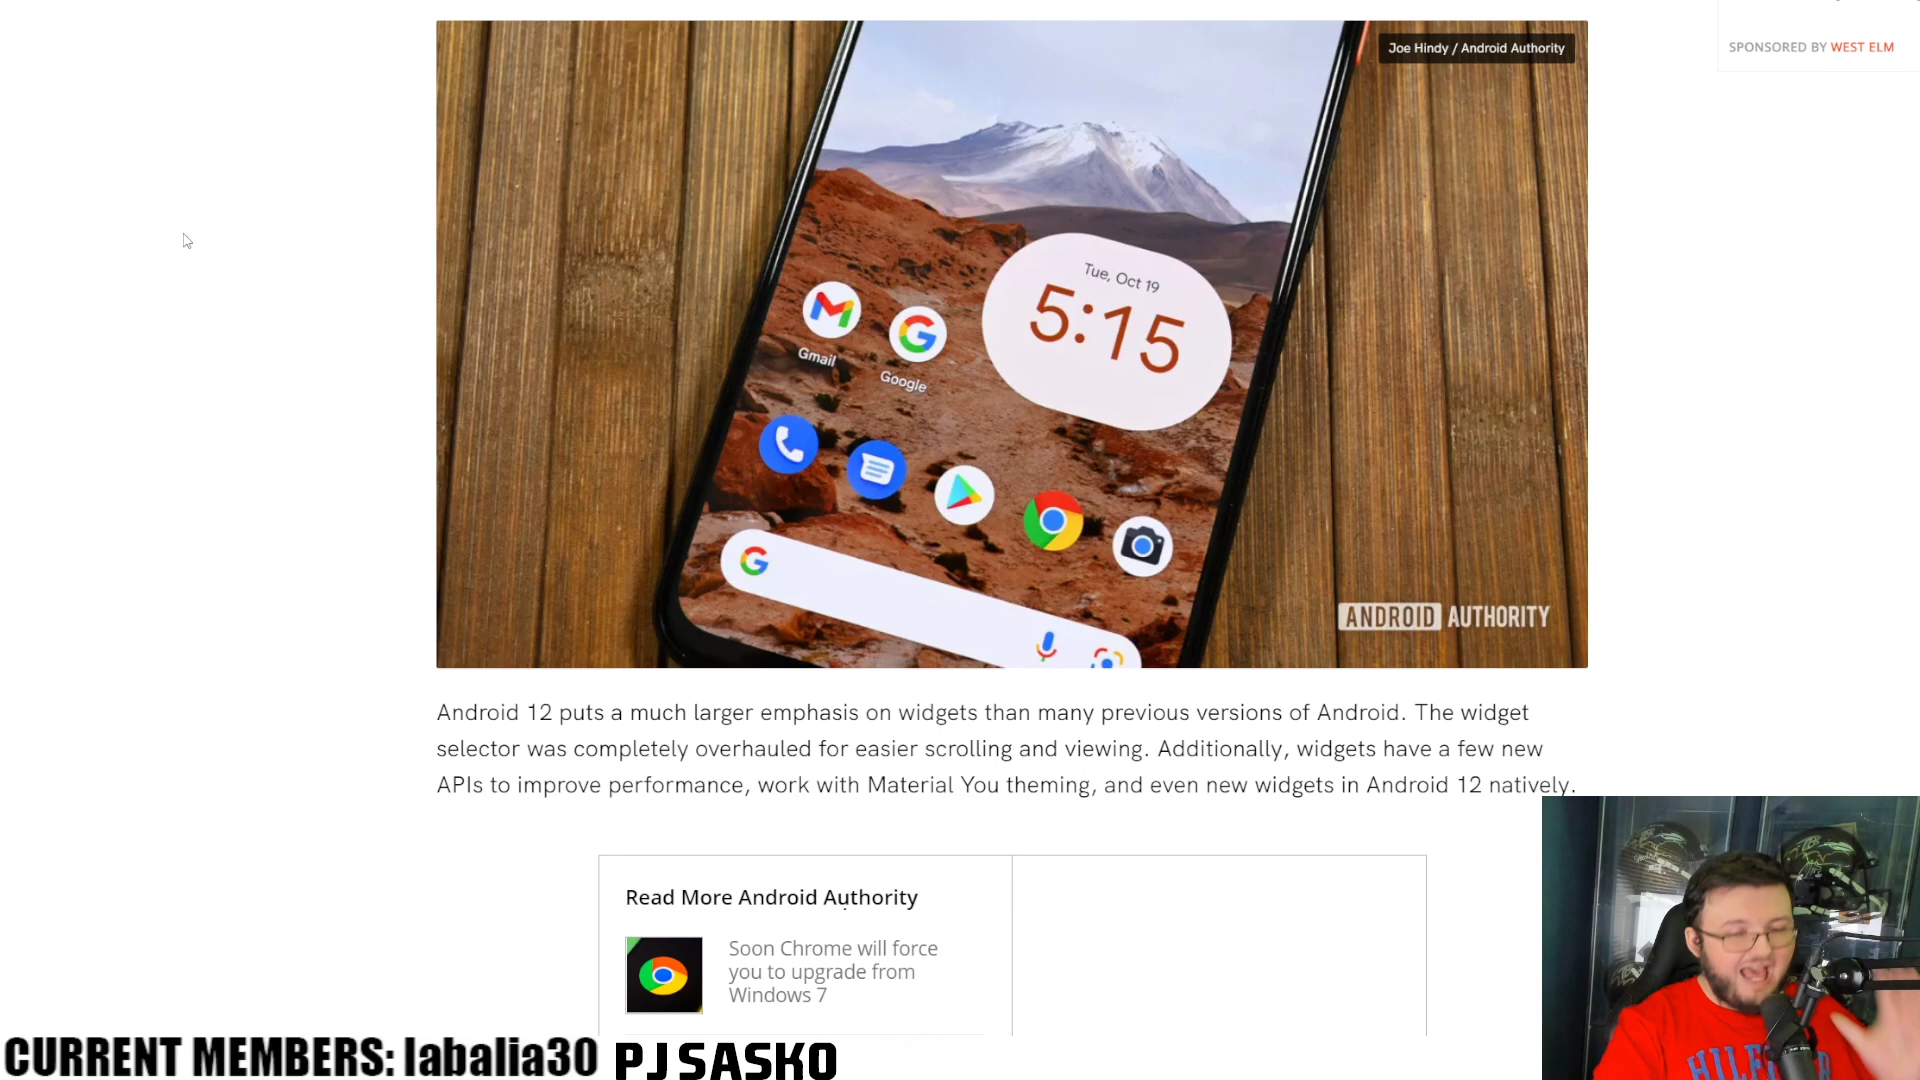 Joe Hindy / Android Authority
SPONSORED BY WEST ELM
Tue, Oct 19
5:15
Gmail
Google
ANDROID AUTHORITY
Android 12 puts a much larger emphasis on widgets than many previous versions of Android. The widget
selector was completely overhauled for easier scrolling and viewing. Additionally, widgets have a few new
APIs to improve performance, work with Material You theming, and even new widgets in Android 12 natively.
Read More Android Authority
Soon Chrome will force
you to upgrade from
Windows 7
CURRENT MEMBERS: labalia30 PJ SASKO